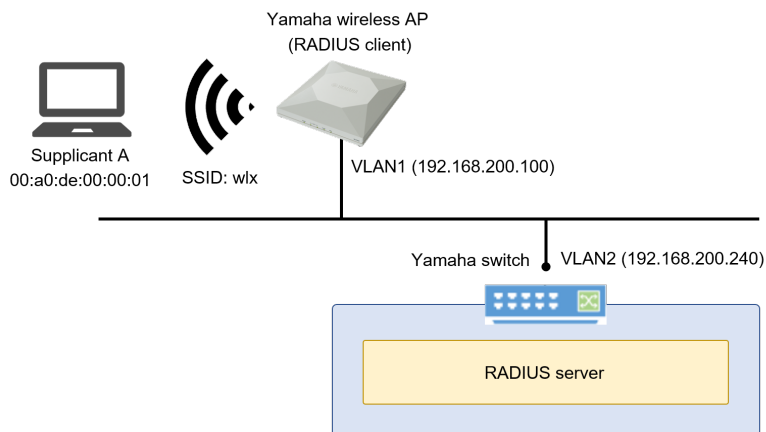 Yamaha wireless AP
(RADIUS client)
Supplicant A
00:a0:de:00:00:01
SSID: wlx
VLAN1 (192.168.200.100)
Yamaha switch
VLAN2 (192.168.200.240)
RADIUS server